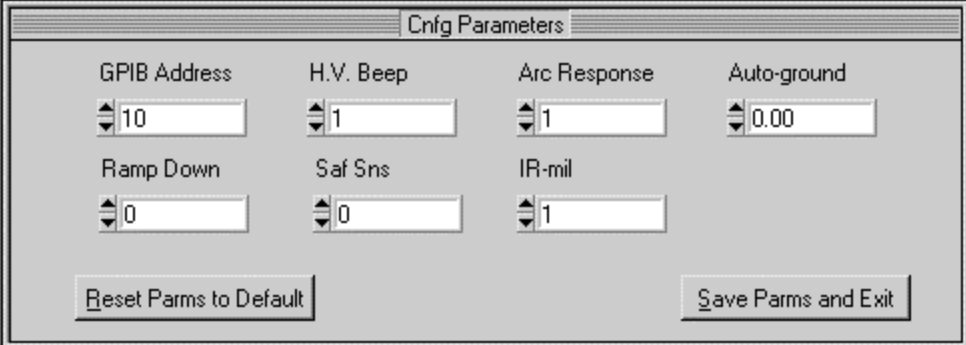 Cnfg Parameters
GPIB Address H.V. Beep Arc Response Auto-ground
10 1 1 0.00
Ramp Down Saf Sns IR-mil
0 0 1
Reset Parms to Default Save Parms and Exit